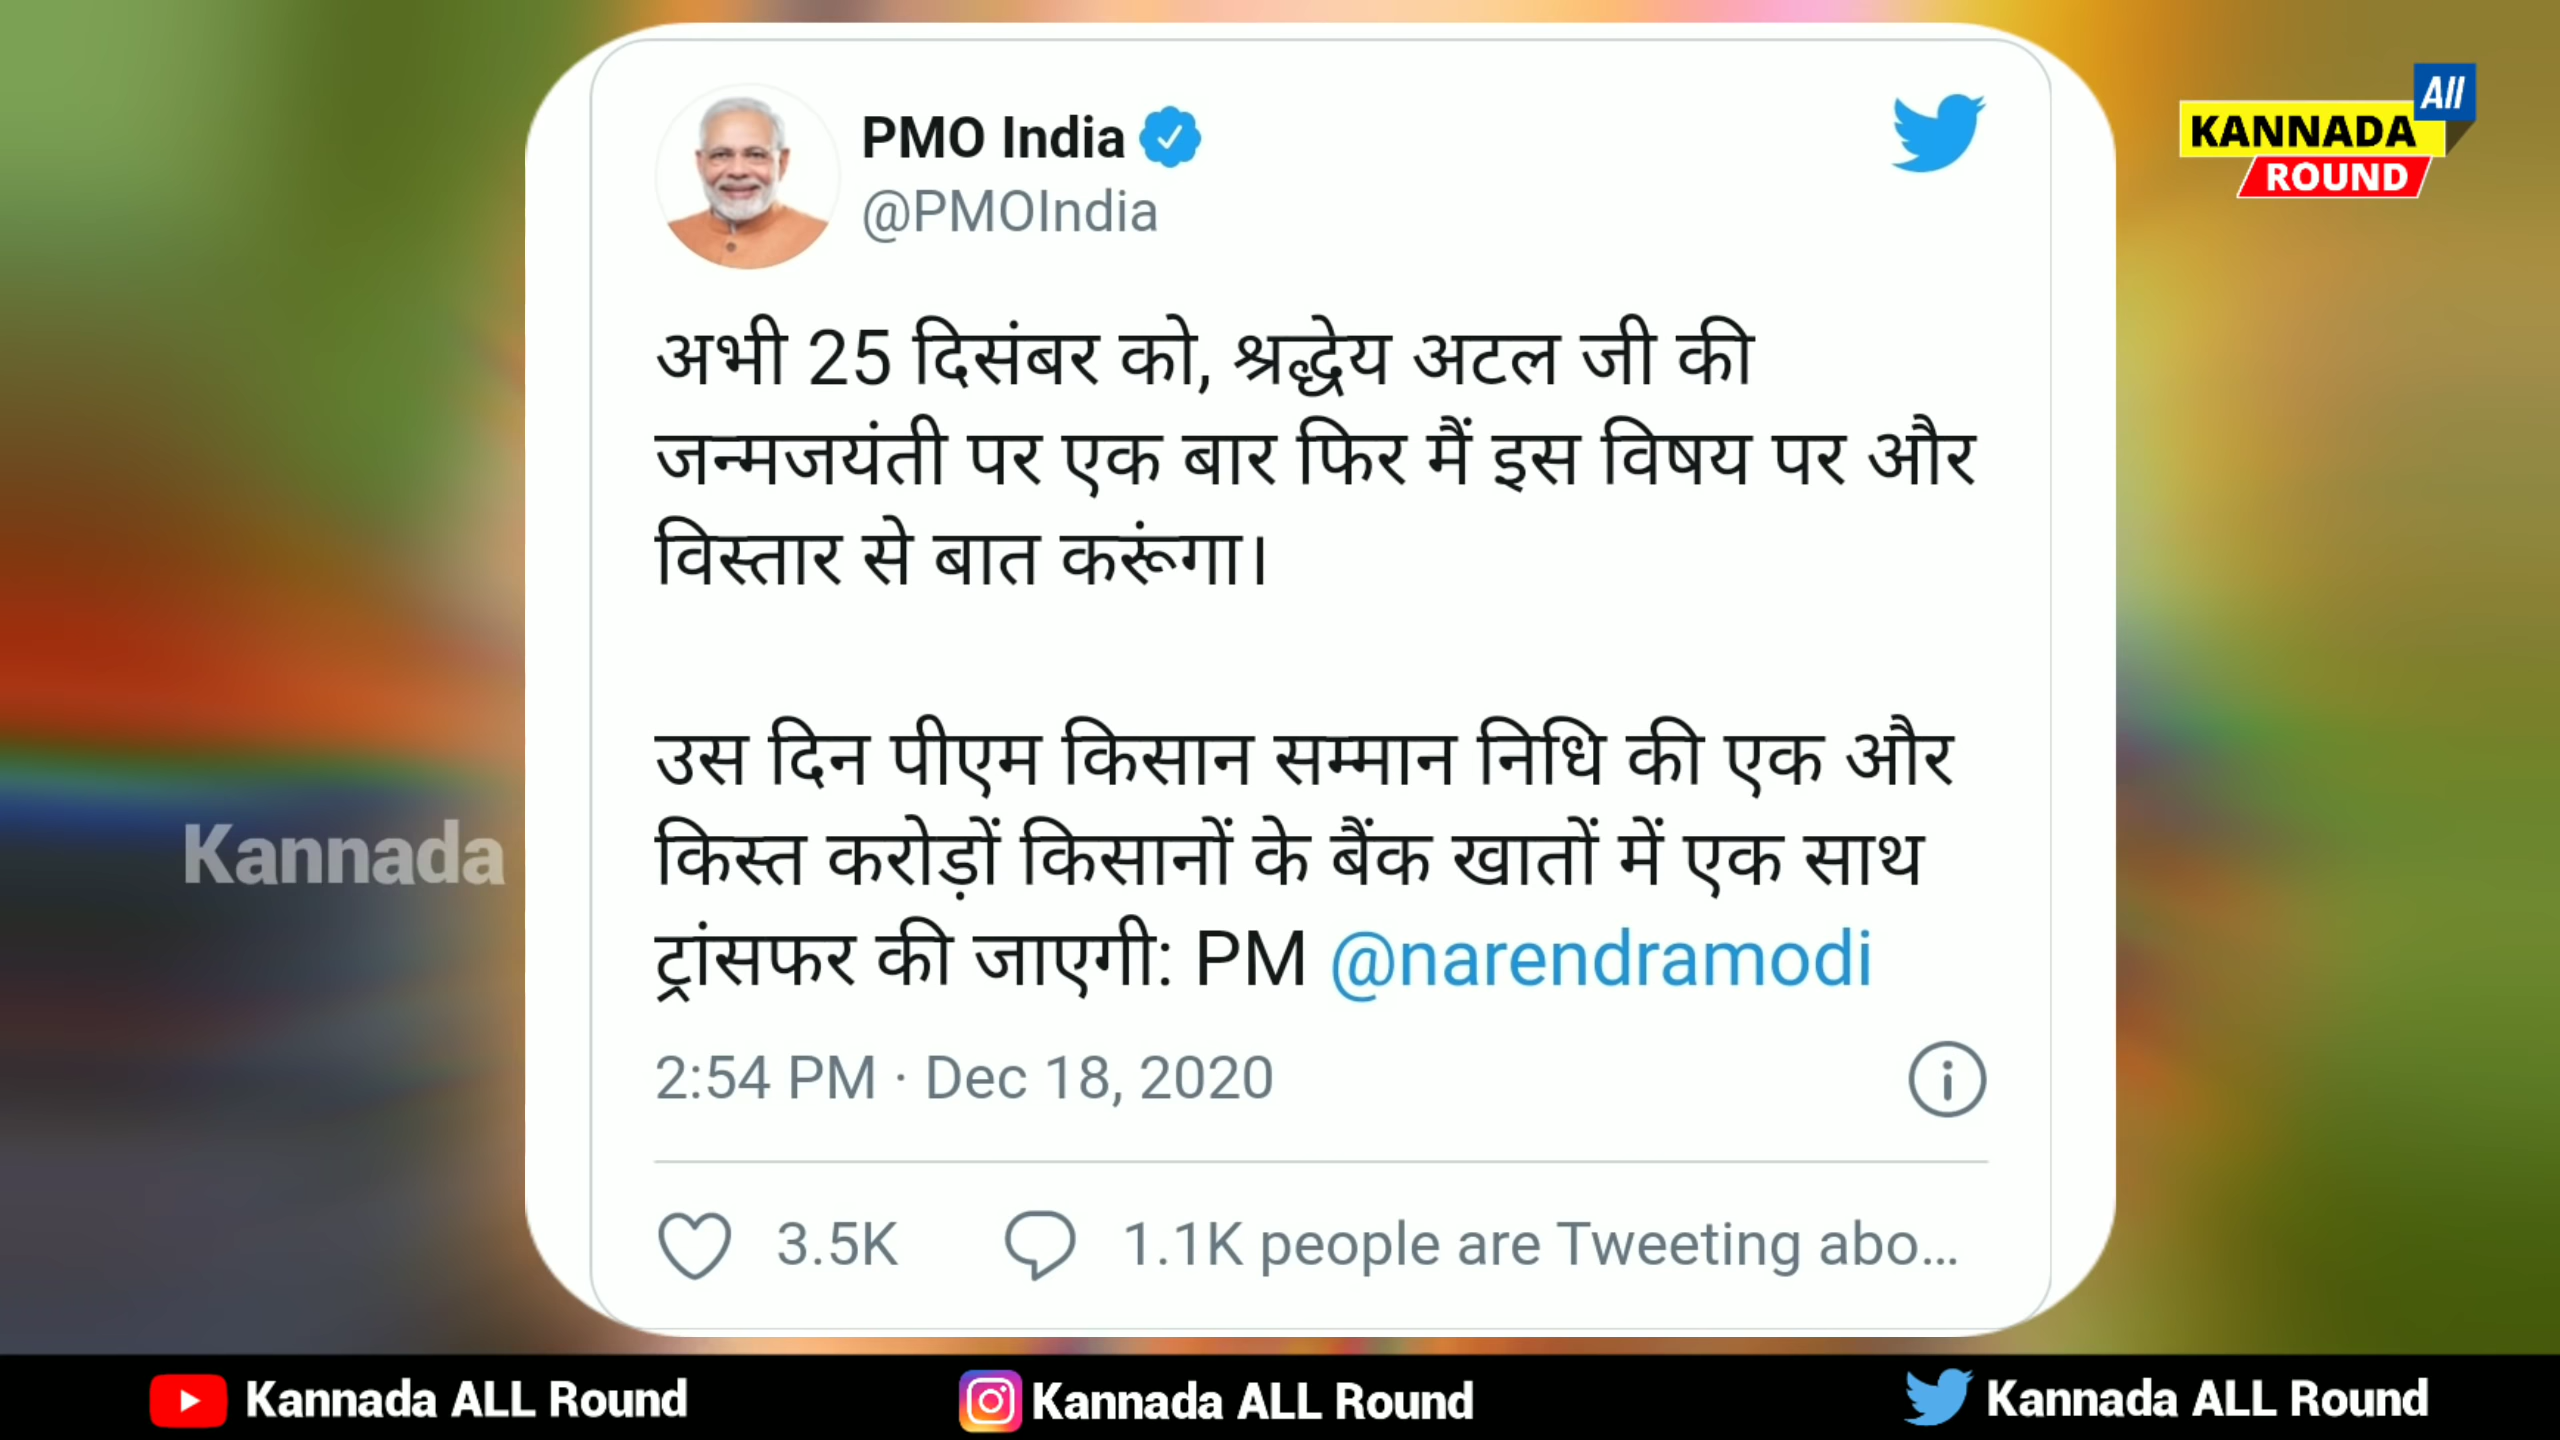 PMO India
@PMOIndia
All
KANNADA
ROUND
अभी 25 दिसंबर को, श्रद्धेय अटल जी की
जन्मजयंती पर एक बार फिर मैं इस विषय पर और
विस्तार से बात करूंगा।
उस दिन पीएम किसान सम्मान निधि की एक और
किस्त करोड़ों किसानों के बैंक खातों में एक साथ
ट्रांसफर की जाएगी: PM @narendramodi
Kannada
2:54 PM · Dec 18, 2020
3.5K
1.1K people are Tweeting abo...
Kannada ALL Round
Kannada ALL Round
Kannada ALL Round